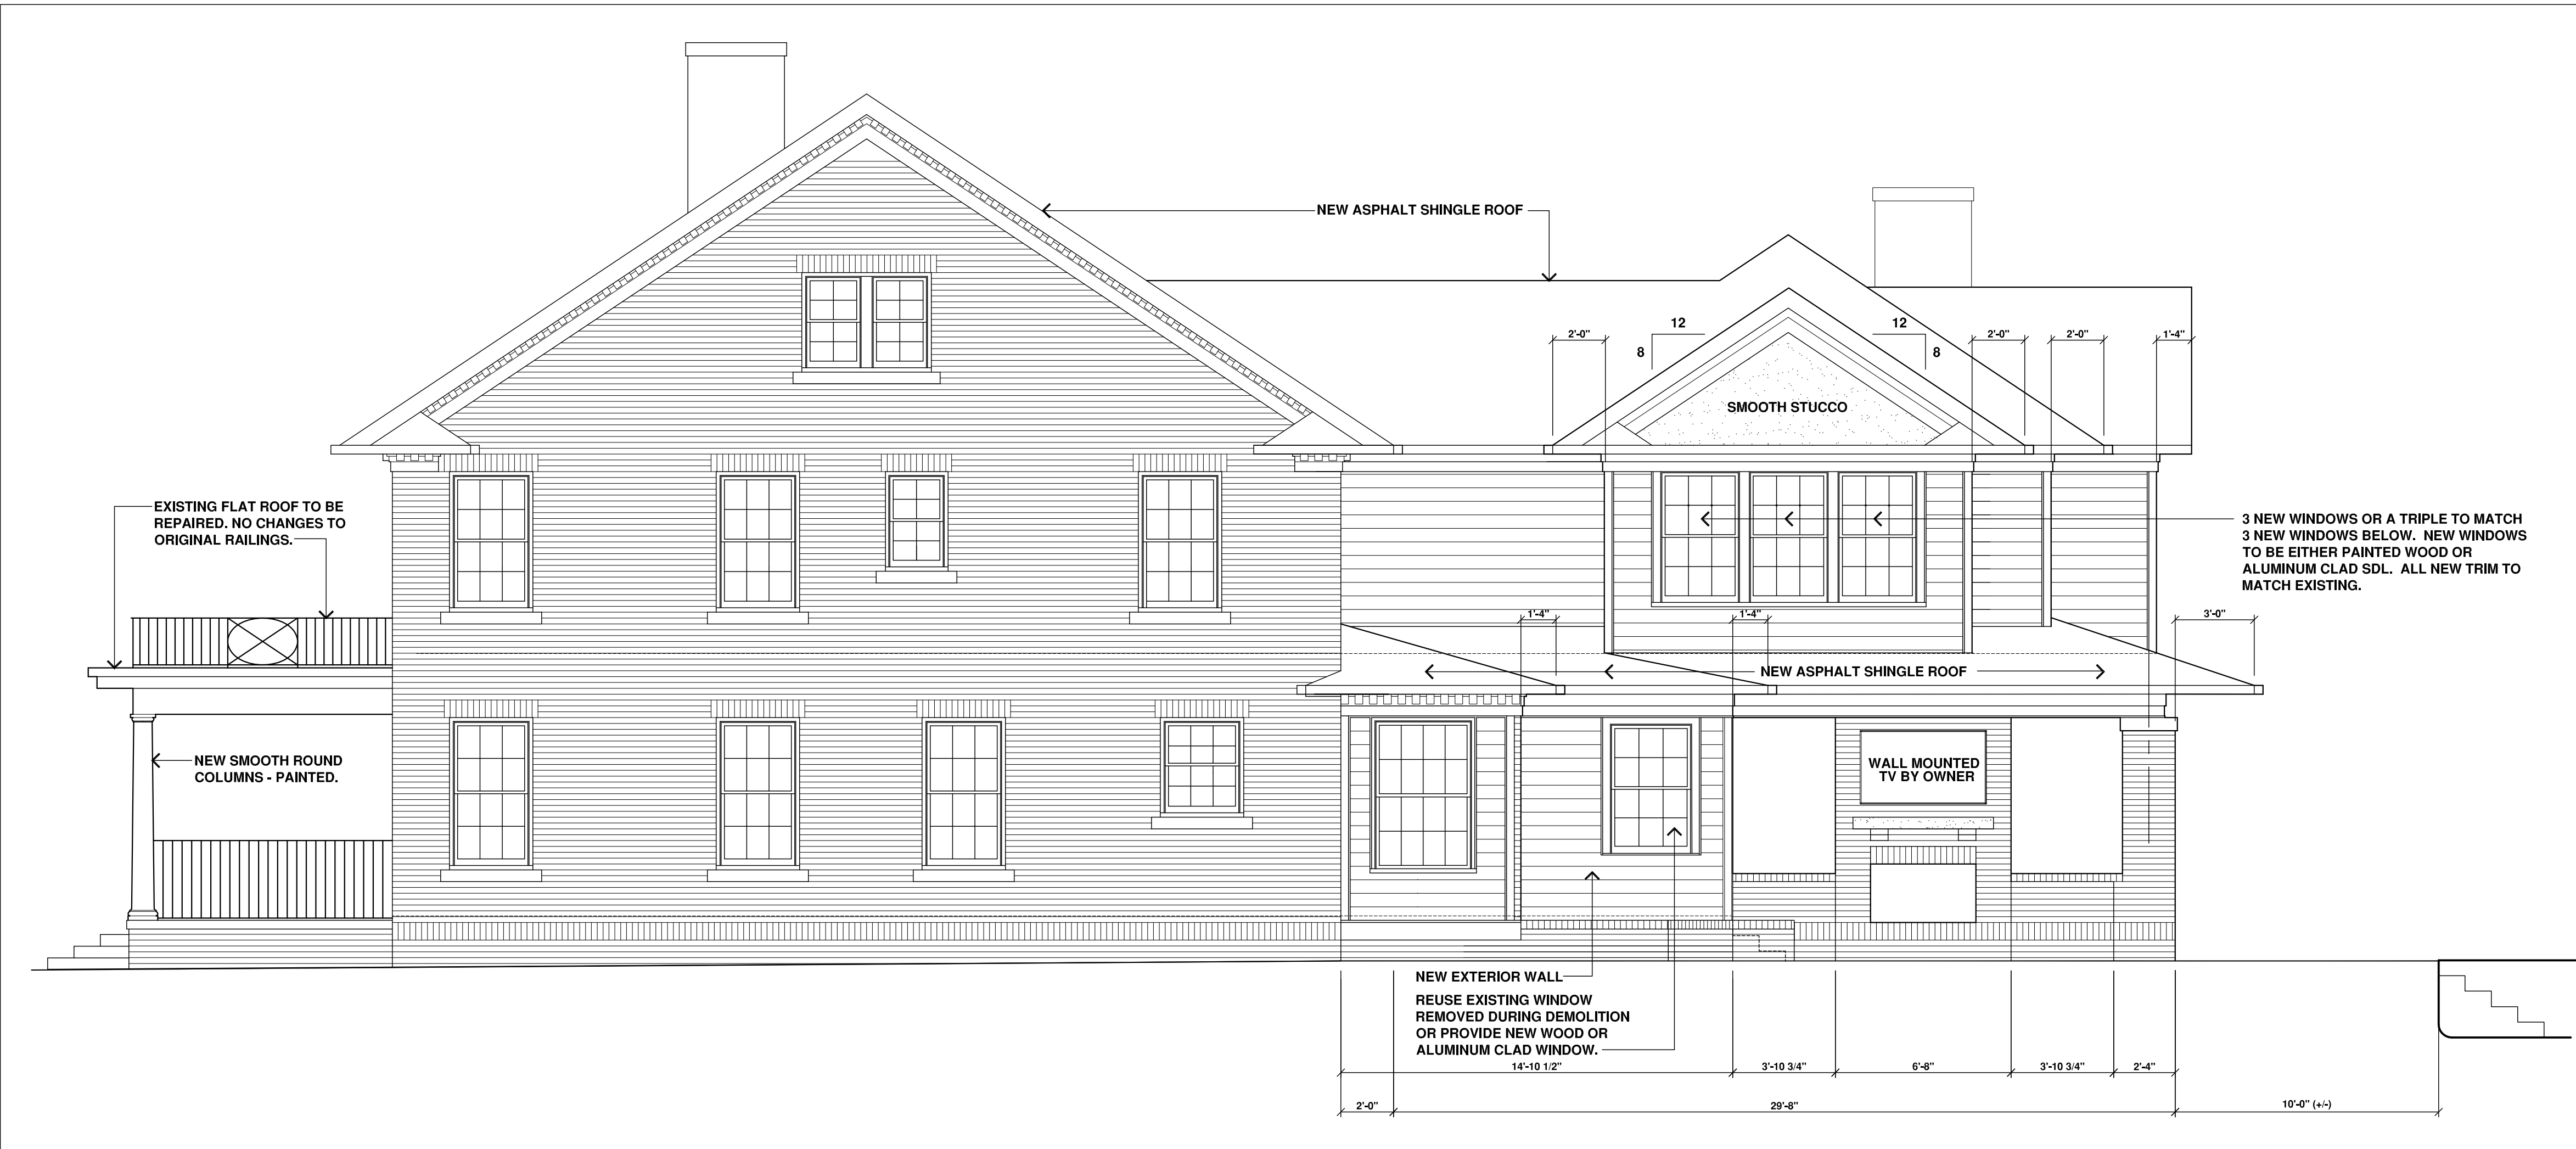 NEW ASPHALT SHINGLE ROOF
12
8
12
8
2'-0"
2'-0"
2'-0"
1'-4"
SMOOTH STUCCO
EXISTING FLAT ROOF TO BE
REPAIRED. NO CHANGES TO
ORIGINAL RAILINGS.
3 NEW WINDOWS OR A TRIPLE TO MATCH
3 NEW WINDOWS BELOW.  NEW WINDOWS
TO BE EITHER PAINTED WOOD OR
ALUMINUM CLAD SDL.  ALL NEW TRIM TO
MATCH EXISTING.
1'-4"
1'-4"
3'-0"
NEW ASPHALT SHINGLE ROOF
NEW SMOOTH ROUND
COLUMNS - PAINTED.
WALL MOUNTED
TV BY OWNER
NEW EXTERIOR WALL
REUSE EXISTING WINDOW
REMOVED DURING DEMOLITION
OR PROVIDE NEW WOOD OR
ALUMINUM CLAD WINDOW.
14'-10 1/2"
3'-10 3/4"
6'-8"
3'-10 3/4"
2'-4"
2'-0"
29'-8"
10'-0" (+/-)